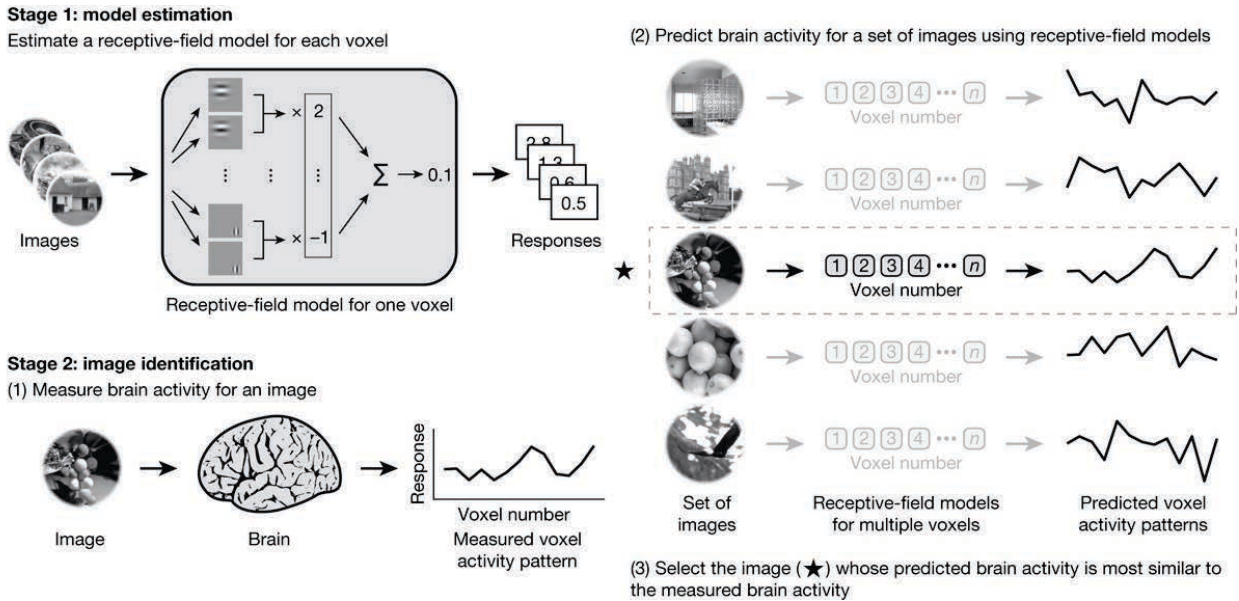 Stage 1: model estimation
Estimate a receptive-field model for each voxel
× 2
⋮ ⋮ ⋮
Σ
0.1
× −1
2.8
1.3
0.6
0.5
Images
Responses
Receptive-field model for one voxel
Stage 2: image identification
(1) Measure brain activity for an image
Response
Voxel number
Image
Brain
Measured voxel
activity pattern
(2) Predict brain activity for a set of images using receptive-field models
1 2 3 4 ••• n
Voxel number
1 2 3 4 ••• n
Voxel number
★
1 2 3 4 ••• n
Voxel number
1 2 3 4 ••• n
Voxel number
1 2 3 4 ••• n
Voxel number
Set of
images
Receptive-field models
for multiple voxels
Predicted voxel
activity patterns
(3) Select the image (★) whose predicted brain activity is most similar to
the measured brain activity